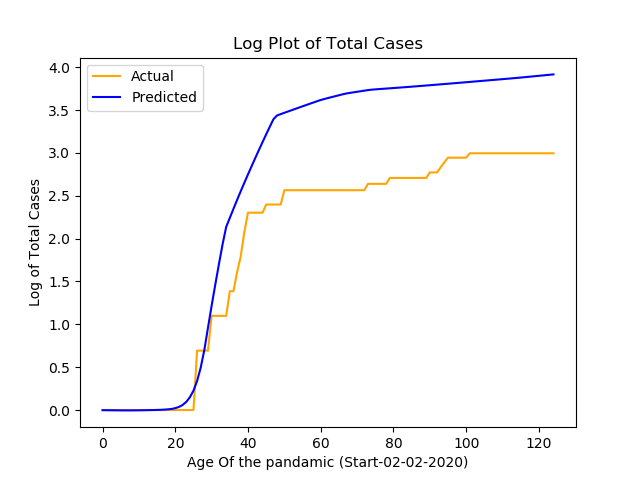 Log Plot of Total Cases
Actual
Predicted
4.0
3.5
3.0
2.5
2.0
1.5
1.0
0.5
0.0
Log of Total Cases
0 20 40 60 80 100 120
Age Of the pandamic (Start-02-02-2020)